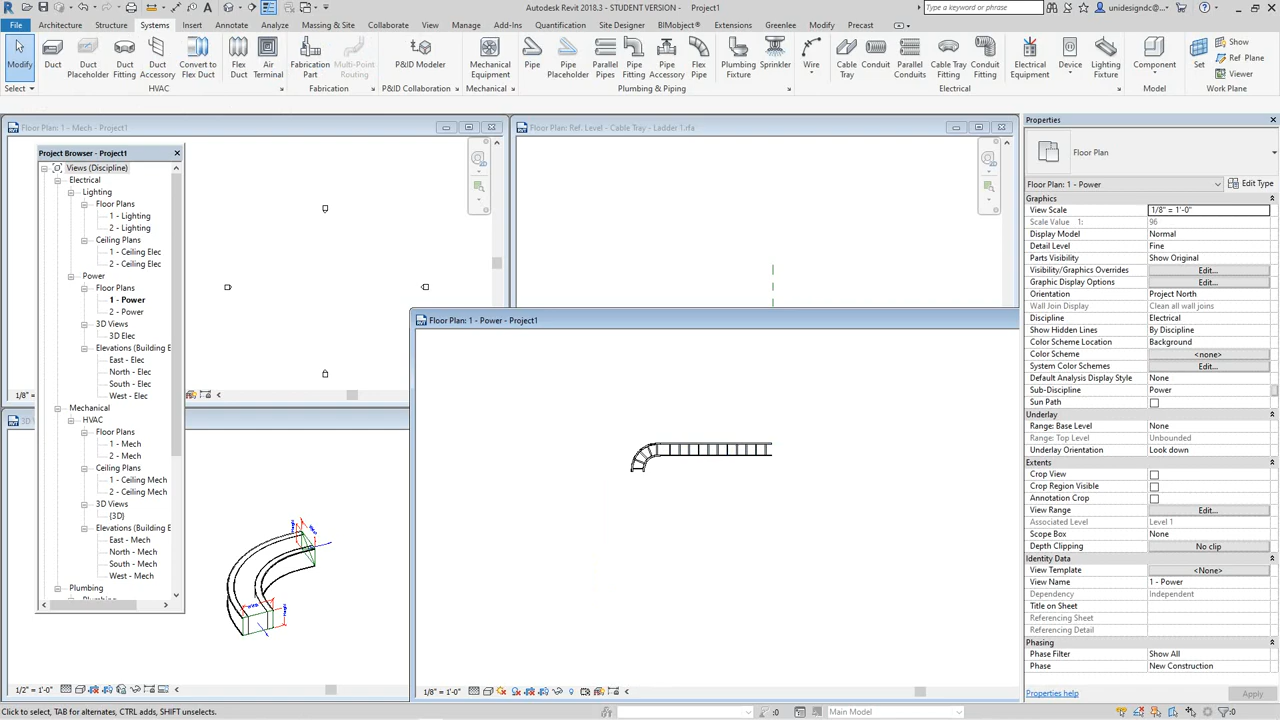 Autodesk Revit 2018.3 - STUDENT VERSION - Project1
Type a keyword or phrase
unidesigndc@...
File Architecture Structure Systems Insert Annotate Analyze Massing & Site Collaborate View Manage Add-Ins Quantification Site Designer BIMobject® Extensions Greenlee Modify Precast
Modify
Duct
Duct Placeholder
Duct Fitting
Duct Accessory
Convert to Flex Duct
Flex Duct
Air Terminal
Fabrication Part
Multi-Point Routing
P&ID Modeler
Mechanical Equipment
Pipe
Pipe Placeholder
Parallel Pipes
Pipe Fitting
Pipe Accessory
Flex Pipe
Plumbing Fixture
Sprinkler
Wire
Cable Tray
Conduit
Parallel Conduits
Cable Tray Fitting
Conduit Fitting
Electrical Equipment
Device
Lighting Fixture
Component
Set
Show
Ref Plane
Viewer
Select HVAC Fabrication P&ID Collaboration Mechanical Plumbing & Piping Electrical Model Work Plane
Floor Plan: 1 - Mech - Project1
Floor Plan: Ref. Level - Cable Tray - Ladder 1.rfa
Project Browser - Project1
Views (Discipline)
Electrical
Lighting
Floor Plans
1 - Lighting
2 - Lighting
Ceiling Plans
1 - Ceiling Elec
2 - Ceiling Elec
Power
Floor Plans
1 - Power
2 - Power
3D Views
3D Elec
Elevations (Building E
East - Elec
North - Elec
South - Elec
West - Elec
Mechanical
HVAC
Floor Plans
1 - Mech
2 - Mech
Ceiling Plans
1 - Ceiling Mech
2 - Ceiling Mech
3D Views
{3D}
Elevations (Building E
East - Mech
North - Mech
South - Mech
West - Mech
Plumbing
1/8" =
3D
1/2" = 1'-0"
Floor Plan: 1 - Power - Project1
1/8" = 1'-0"
Properties
Floor Plan
Floor Plan: 1 - Power
Edit Type
Graphics
View Scale 1/8" = 1'-0"
Scale Value 1: 96
Display Model Normal
Detail Level Fine
Parts Visibility Show Original
Visibility/Graphics Overrides Edit...
Graphic Display Options Edit...
Orientation Project North
Wall Join Display Clean all wall joins
Discipline Electrical
Show Hidden Lines By Discipline
Color Scheme Location Background
Color Scheme <none>
System Color Schemes Edit...
Default Analysis Display Style None
Sub-Discipline Power
Sun Path
Underlay
Range: Base Level None
Range: Top Level Unbounded
Underlay Orientation Look down
Extents
Crop View
Crop Region Visible
Annotation Crop
View Range Edit...
Associated Level Level 1
Scope Box None
Depth Clipping No clip
Identity Data
View Template <None>
View Name 1 - Power
Dependency Independent
Title on Sheet
Referencing Sheet
Referencing Detail
Phasing
Phase Filter Show All
Phase New Construction
Properties help
Apply
Click to select, TAB for alternates, CTRL adds, SHIFT unselects.
:0
Main Model
:0